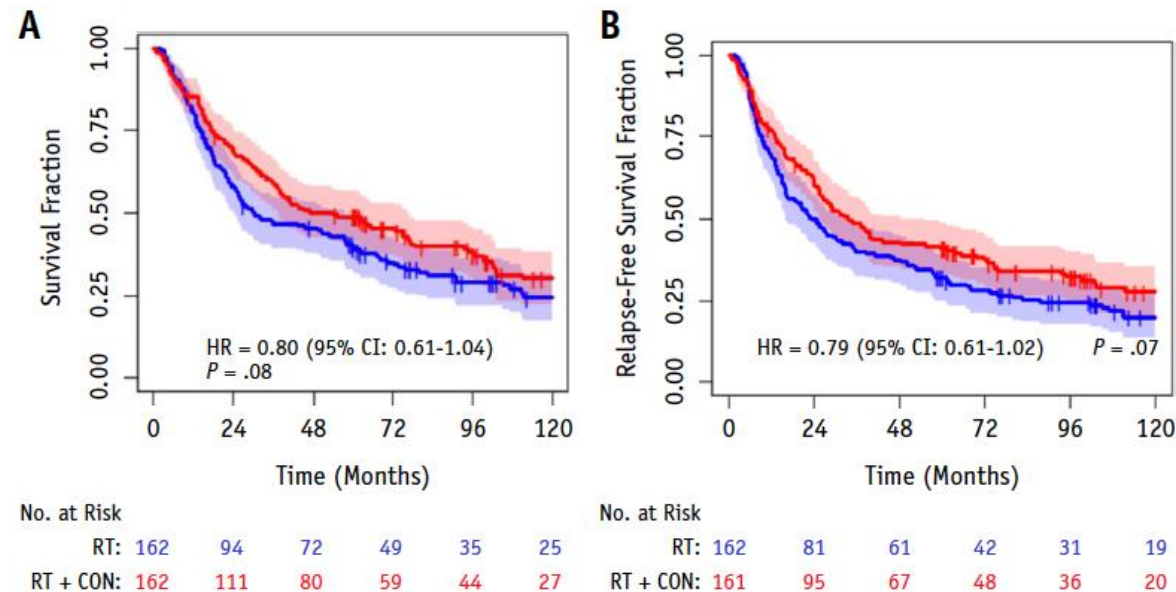 A
Survival Fraction
1.00
0.75
0.50
0.25
0.00
HR = 0.80 (95% CI: 0.61-1.04)
P = .08
0 24 48 72 96 120
Time (Months)
No. at Risk
RT: 162 94 72 49 35 25
RT + CON: 162 111 80 59 44 27
B
Relapse-Free Survival Fraction
1.00
0.75
0.50
0.25
0.00
HR = 0.79 (95% CI: 0.61-1.02) P = .07
0 24 48 72 96 120
Time (Months)
No. at Risk
RT: 162 81 61 42 31 19
RT + CON: 161 95 67 48 36 20